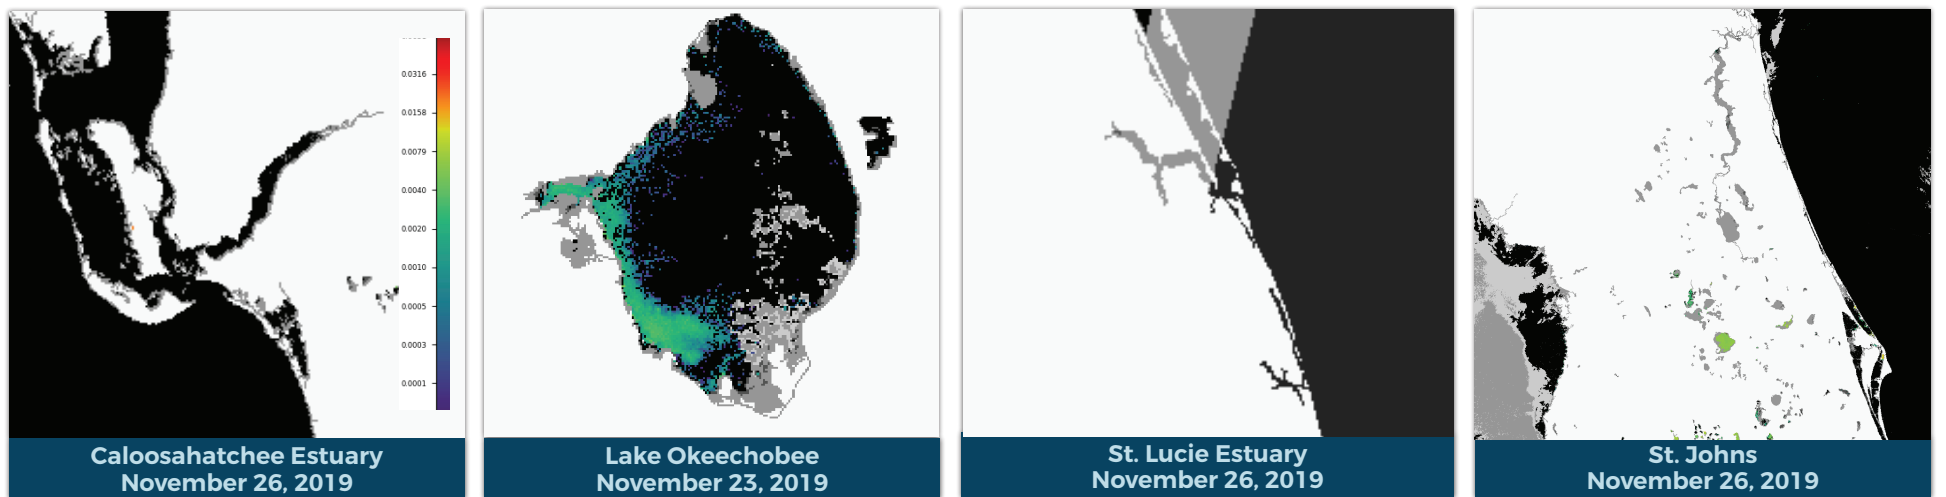 0.0316
0.0158
0.0079
0.0040
0.0020
0.0010
0.0005
0.0003
0.0001
Caloosahatchee Estuary
November 26, 2019
Lake Okeechobee
November 23, 2019
St. Lucie Estuary
November 26, 2019
St. Johns
November 26, 2019